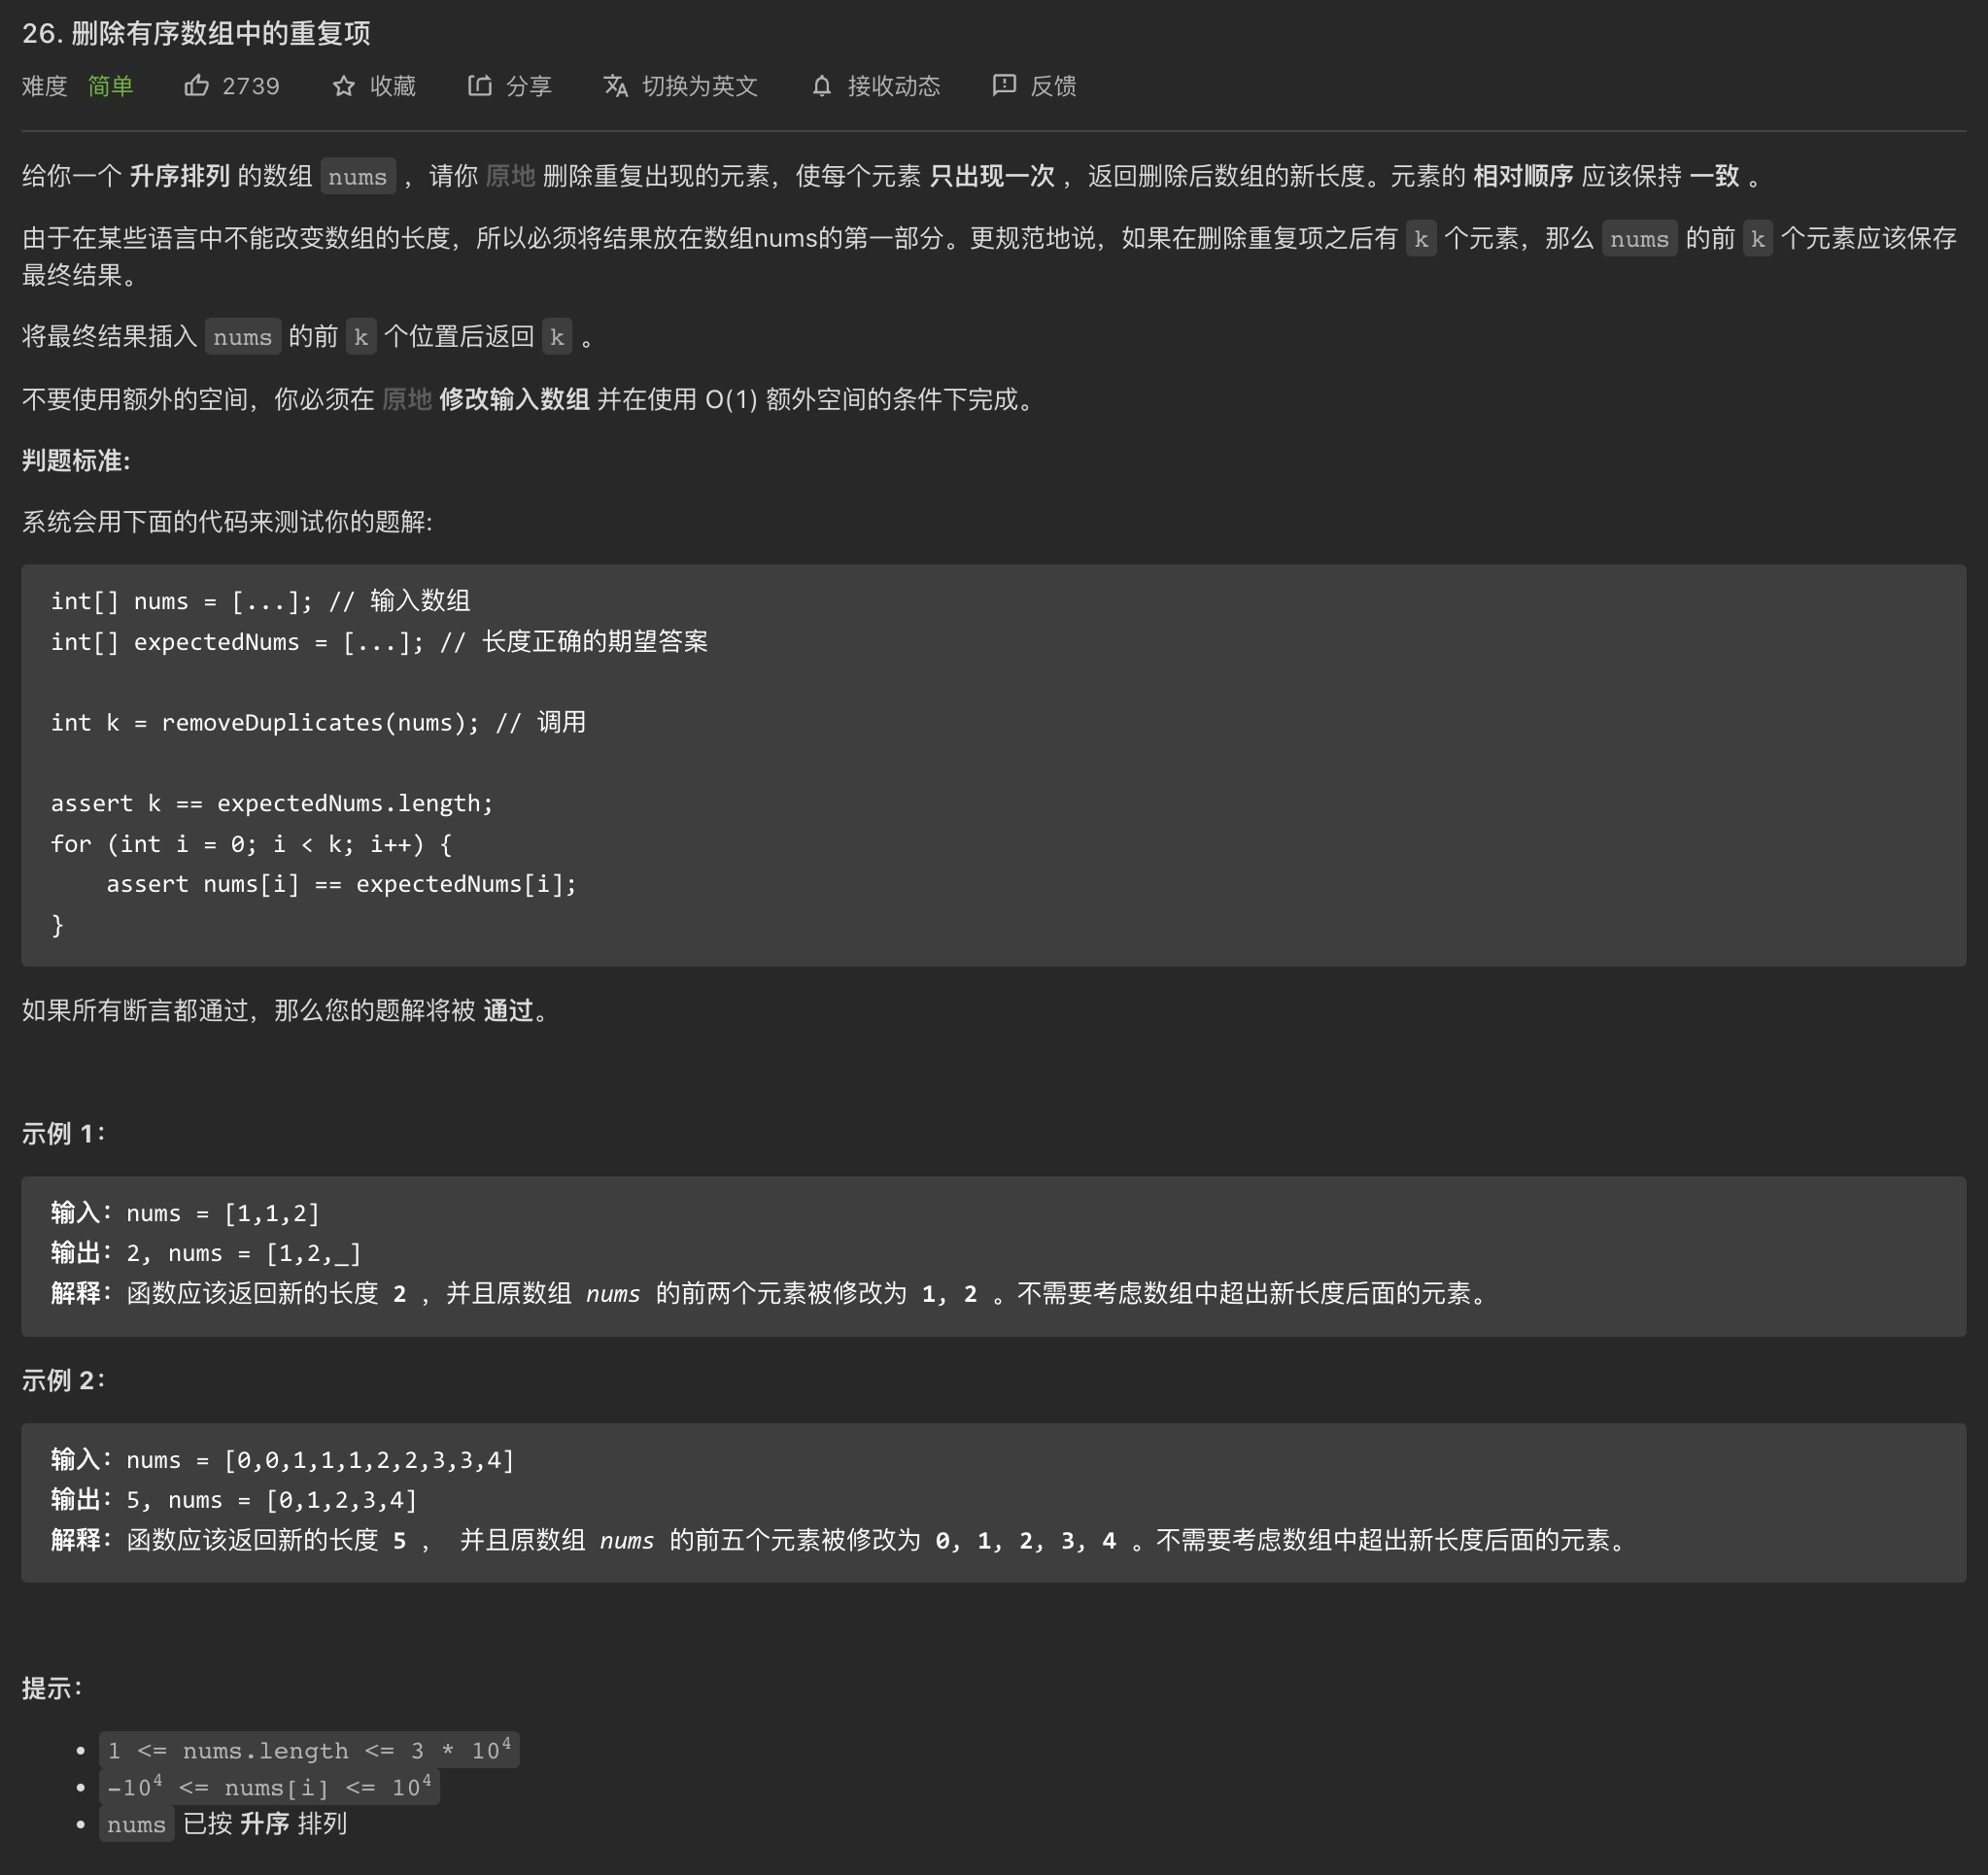 26. 删除有序数组中的重复项
难度 简单 2739 收藏 分享 切换为英文 接收动态 反馈
给你一个 升序排列 的数组 nums ，请你 原地 删除重复出现的元素，使每个元素 只出现一次 ，返回删除后数组的新长度。元素的 相对顺序 应该保持 一致 。
由于在某些语言中不能改变数组的长度，所以必须将结果放在数组nums的第一部分。更规范地说，如果在删除重复项之后有 k 个元素，那么 nums 的前 k 个元素应该保存
最终结果。
将最终结果插入 nums 的前 k 个位置后返回 k 。
不要使用额外的空间，你必须在 原地 修改输入数组 并在使用 O(1) 额外空间的条件下完成。
判题标准:
系统会用下面的代码来测试你的题解:
int[] nums = [...]; // 输入数组
int[] expectedNums = [...]; // 长度正确的期望答案
int k = removeDuplicates(nums); // 调用
assert k == expectedNums.length;
for (int i = 0; i < k; i++) {
    assert nums[i] == expectedNums[i];
}
如果所有断言都通过，那么您的题解将被 通过。
示例 1：
输入：nums = [1,1,2]
输出：2, nums = [1,2,_]
解释：函数应该返回新的长度 2 ，并且原数组 nums 的前两个元素被修改为 1, 2 。不需要考虑数组中超出新长度后面的元素。
示例 2：
输入：nums = [0,0,1,1,1,2,2,3,3,4]
输出：5, nums = [0,1,2,3,4]
解释：函数应该返回新的长度 5 ， 并且原数组 nums 的前五个元素被修改为 0, 1, 2, 3, 4 。不需要考虑数组中超出新长度后面的元素。
提示：
• 1 <= nums.length <= 3 * 10⁴
• -10⁴ <= nums[i] <= 10⁴
• nums 已按 升序 排列